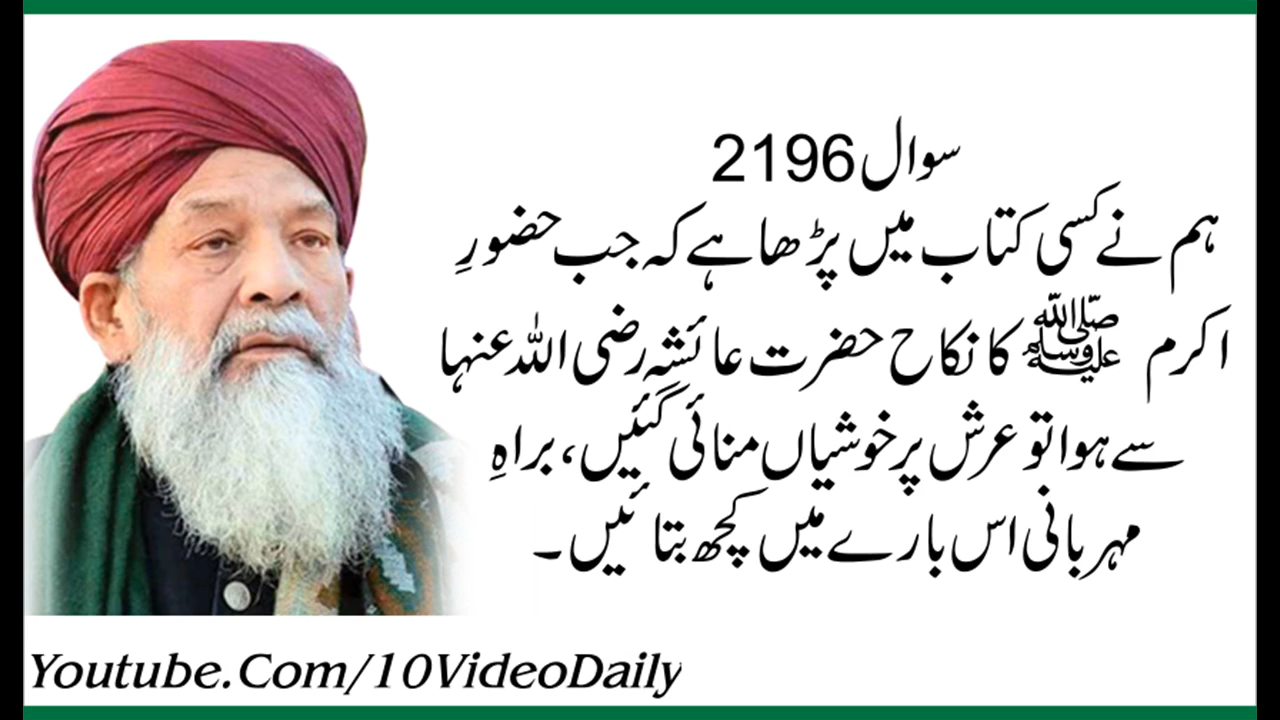 سوال 2196
ہم نے کسی کتاب میں پڑھا ہے کہ جب حضورِ
اکرم ﷺ کا نکاح حضرت عائشہ رضی اللہ عنہا
سے ہوا تو عرش پر خوشیاں منائی گئیں، براہِ
مہربانی اس بارے میں کچھ بتائیں۔
Youtube.Com/10VideoDaily